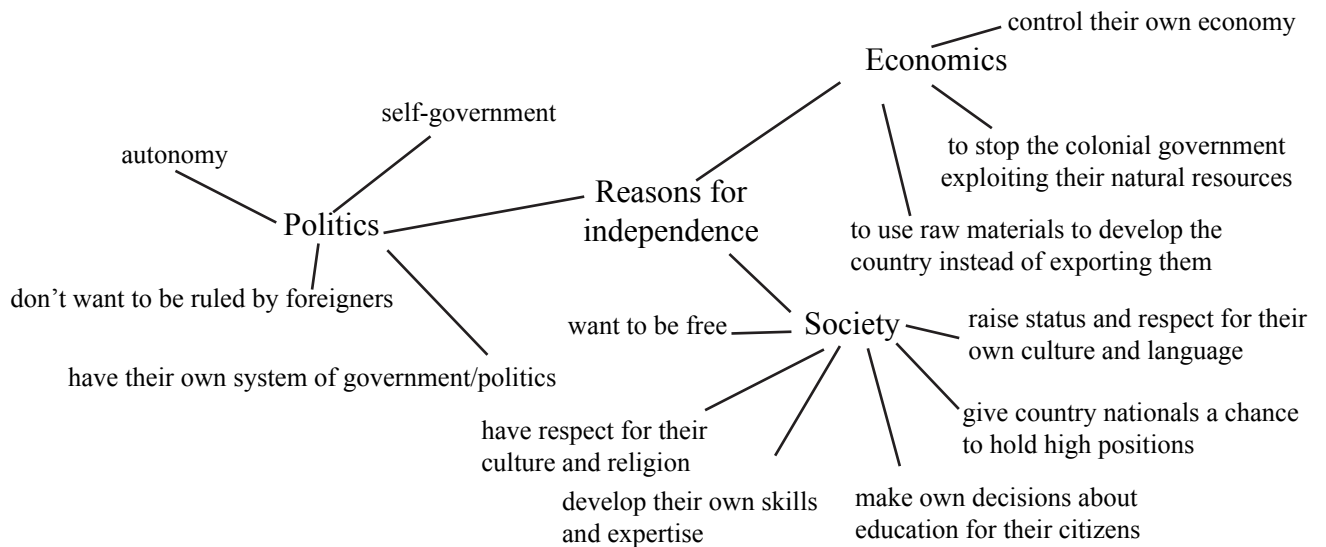 control their own economy
Economics
self-government
autonomy
to stop the colonial government
exploiting their natural resources
Reasons for
independence
Politics
to use raw materials to develop the
country instead of exporting them
don’t want to be ruled by foreigners
want to be free
Society
raise status and respect for their
own culture and language
have their own system of government/politics
give country nationals a chance
to hold high positions
have respect for their
culture and religion
develop their own skills
and expertise
make own decisions about
education for their citizens